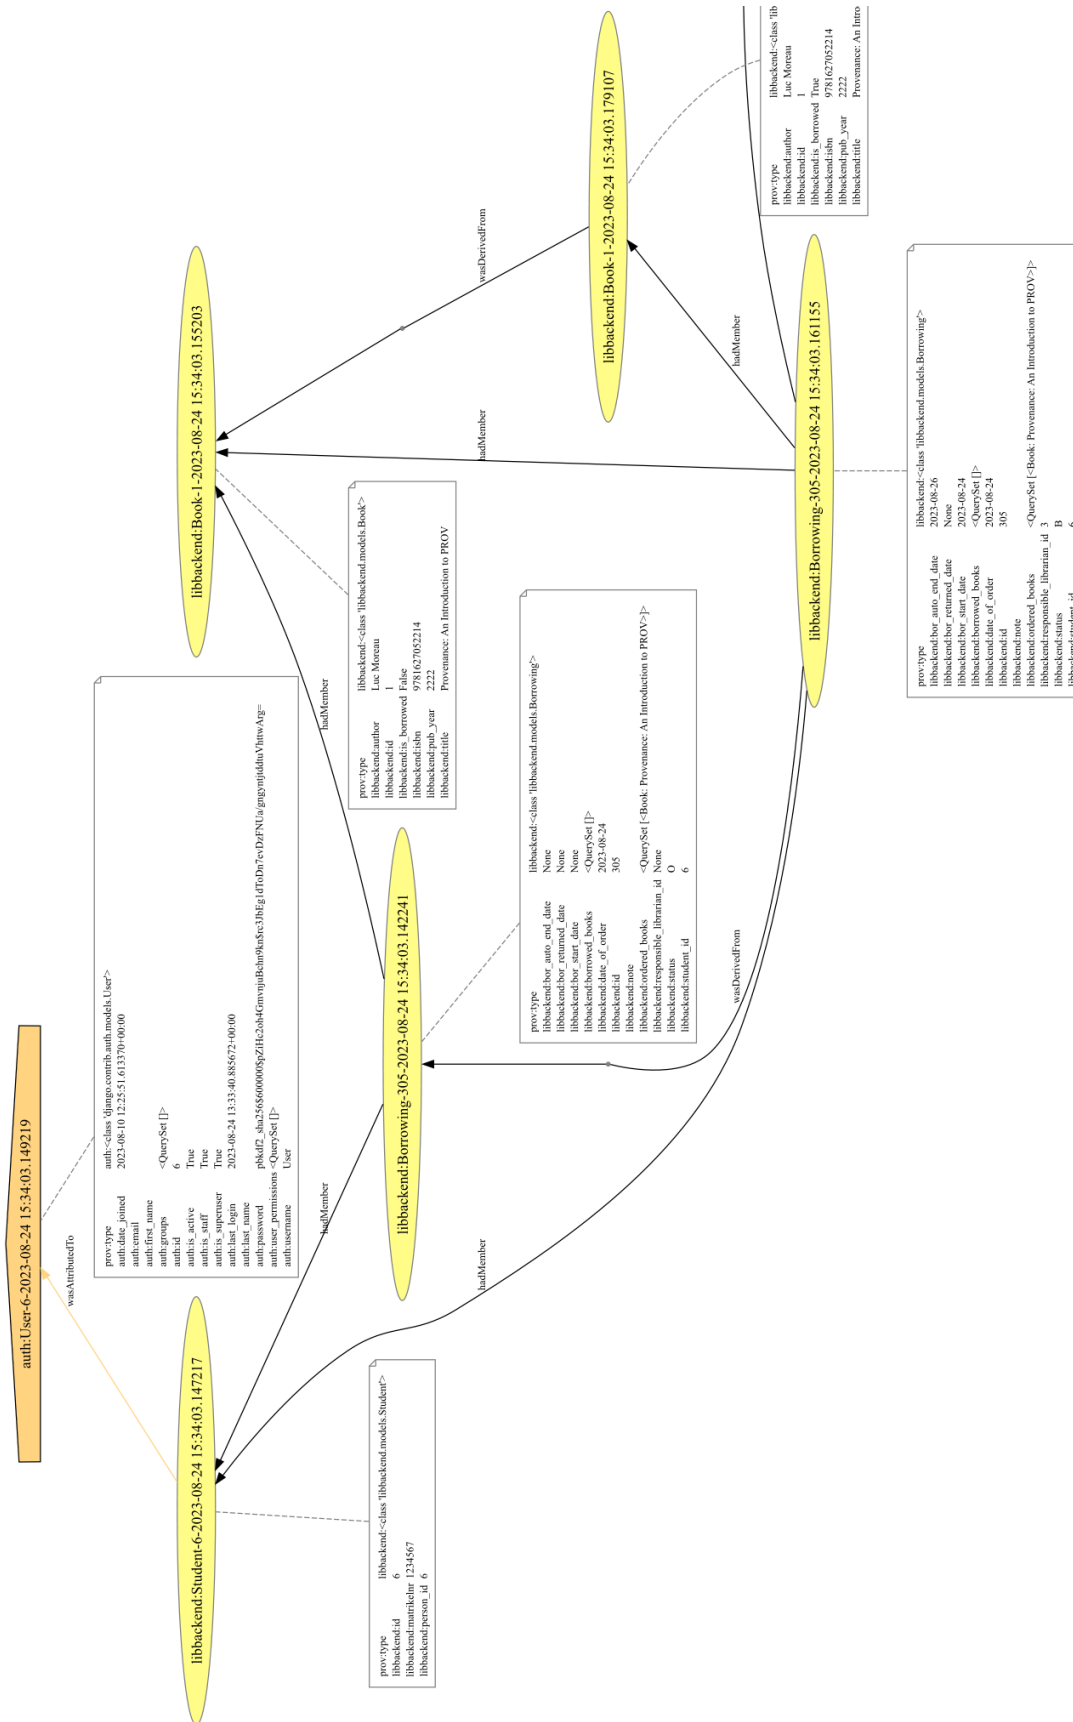 auth:User-6-2023-08-24 15:34:03.149219
wasAttributedTo
prov:type auth:<class 'django.contrib.auth.models.User'>
auth:date_joined 2023-08-10 12:25:51.613370+00:00
auth:email
auth:first_name
auth:groups <QuerySet []>
auth:id 6
auth:is_active True
auth:is_staff True
auth:is_superuser True
auth:last_login 2023-08-24 13:33:40.885672+00:00
auth:last_name
auth:password
auth:user_permissions <QuerySet []>
auth:username User
libbackend:Student-6-2023-08-24 15:34:03.147217
libbackend:Book-1-2023-08-24 15:34:03.155203
hadMember
hadMember
prov:type libbackend:<class 'libbackend.models.Student'>
libbackend:id 6
libbackend:matrikelnr 1234567
libbackend:person_id 6
libbackend:Borrowing-305-2023-08-24 15:34:03.142241
prov:type libbackend:<class 'libbackend.models.Book'>
libbackend:author Luc Moreau
libbackend:id 1
libbackend:is_borrowed False
libbackend:isbn 9781627052214
libbackend:pub_year 2222
libbackend:title Provenance: An Introduction to PROV
hadMember
hadMember
wasDerivedFrom
prov:type libbackend:<class 'libbackend.models.Borrowing'>
libbackend:bor_auto_end_date None
libbackend:bor_returned_date None
libbackend:bor_start_date None
libbackend:borrowed_books <QuerySet []>
libbackend:date_of_order 2023-08-24
libbackend:id 305
libbackend:note
libbackend:ordered_books <QuerySet [<Book: Provenance: An Introduction to PROV>]>
libbackend:responsible_librarian_id None
libbackend:status O
libbackend:student_id 6
libbackend:Book-1-2023-08-24 15:34:03.179107
wasDerivedFrom
hadMember
prov:type libbackend:<class 'lib
libbackend:author Luc Moreau
libbackend:id 1
libbackend:is_borrowed True
libbackend:isbn 9781627052214
libbackend:pub_year 2222
libbackend:title Provenance: An Intro
libbackend:Borrowing-305-2023-08-24 15:34:03.161155
prov:type libbackend:<class 'libbackend.models.Borrowing'>
libbackend:bor_auto_end_date 2023-08-26
libbackend:bor_returned_date None
libbackend:bor_start_date 2023-08-24
libbackend:borrowed_books <QuerySet []>
libbackend:date_of_order 2023-08-24
libbackend:id 305
libbackend:note
libbackend:ordered_books <QuerySet [<Book: Provenance: An Introduction to PROV>]>
libbackend:responsible_librarian_id 3
libbackend:status B
libbackend:student_id 6